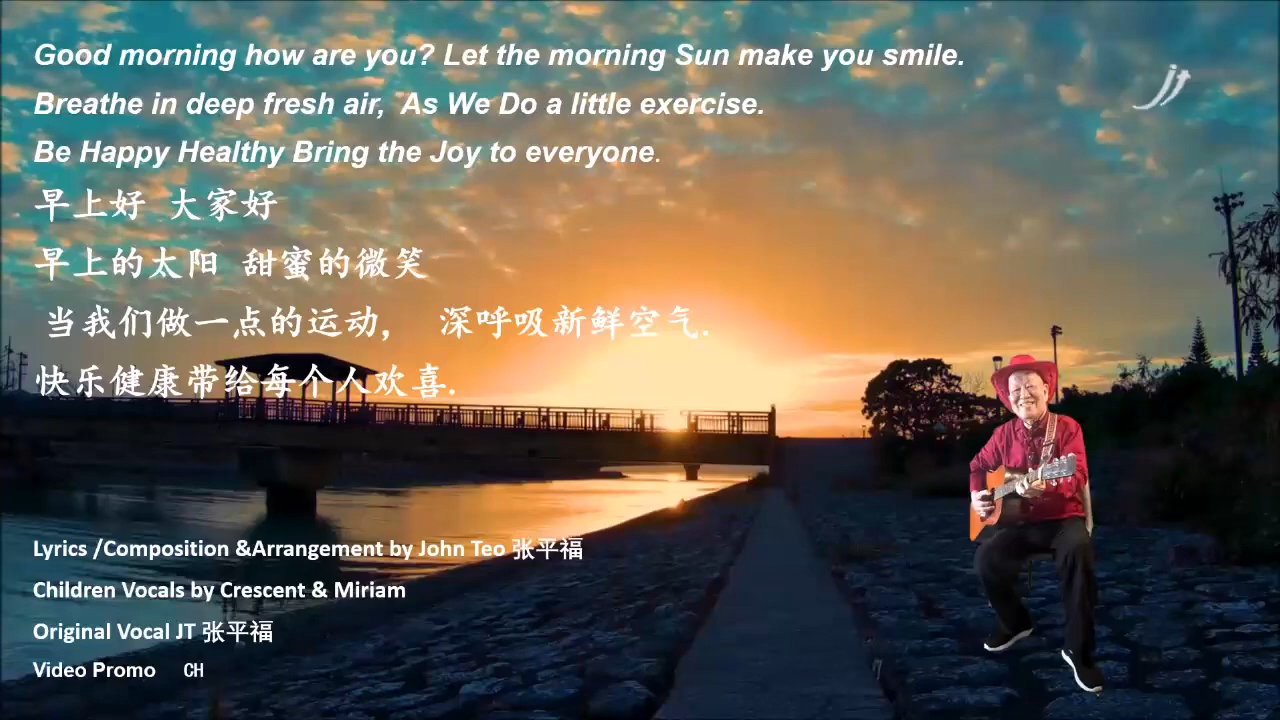 Good morning how are you? Let the morning Sun make you smile.
jt
Breathe in deep fresh air, As We Do a little exercise.
Be Happy Healthy Bring the Joy to everyone.
早上好 大家好
早上的太阳 甜蜜的微笑
当我们做一点的运动, 深呼吸新鲜空气.
快乐健康带给每个人欢喜.
Lyrics /Composition &Arrangement by John Teo 张平福
Children Vocals by Crescent & Miriam
Original Vocal JT 张平福
Video Promo CH